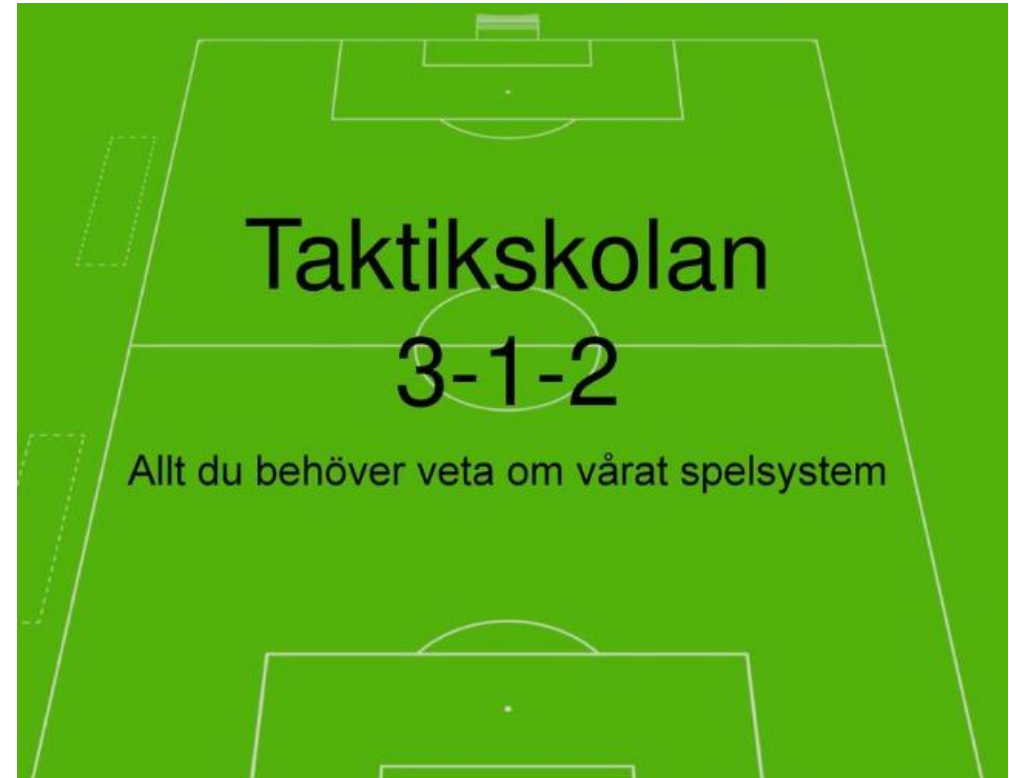 Taktikskolan
3-1-2
Allt du behöver veta om vårat spelsystem